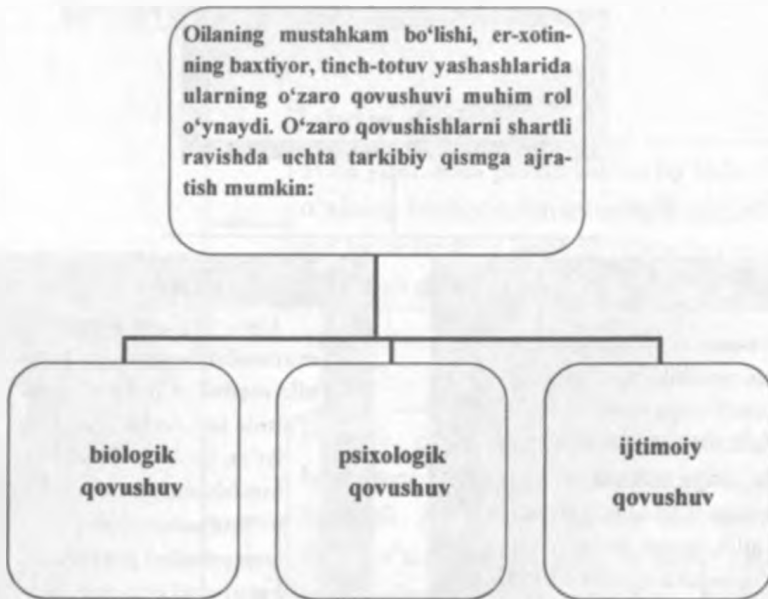 Oilaning mustahkam bo‘lishi, er-xotin-
ning baxtiyor, tinch-totuv yashashlarida
ularning o‘zaro qovushuvi muhim rol
o‘ynaydi. O‘zaro qovushishlarni shartli
ravishda uchta tarkibiy qismga ajra-
tish mumkin:
biologik
qovushuv
psixologik
qovushuv
ijtimoiy
qovushuv